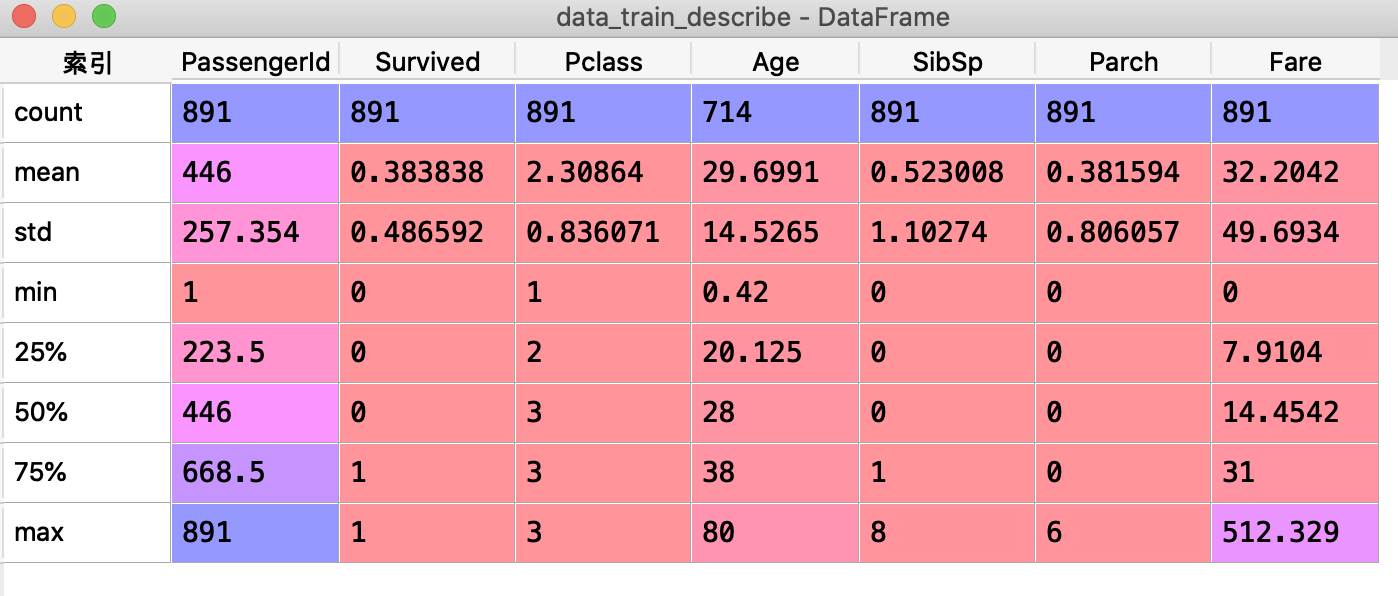 data_train_describe - DataFrame
索引 PassengerId Survived Pclass Age SibSp Parch Fare
count 891 891 891 714 891 891 891
mean 446 0.383838 2.30864 29.6991 0.523008 0.381594 32.2042
std 257.354 0.486592 0.836071 14.5265 1.10274 0.806057 49.6934
min 1 0 1 0.42 0 0 0
25% 223.5 0 2 20.125 0 0 7.9104
50% 446 0 3 28 0 0 14.4542
75% 668.5 1 3 38 1 0 31
max 891 1 3 80 8 6 512.329